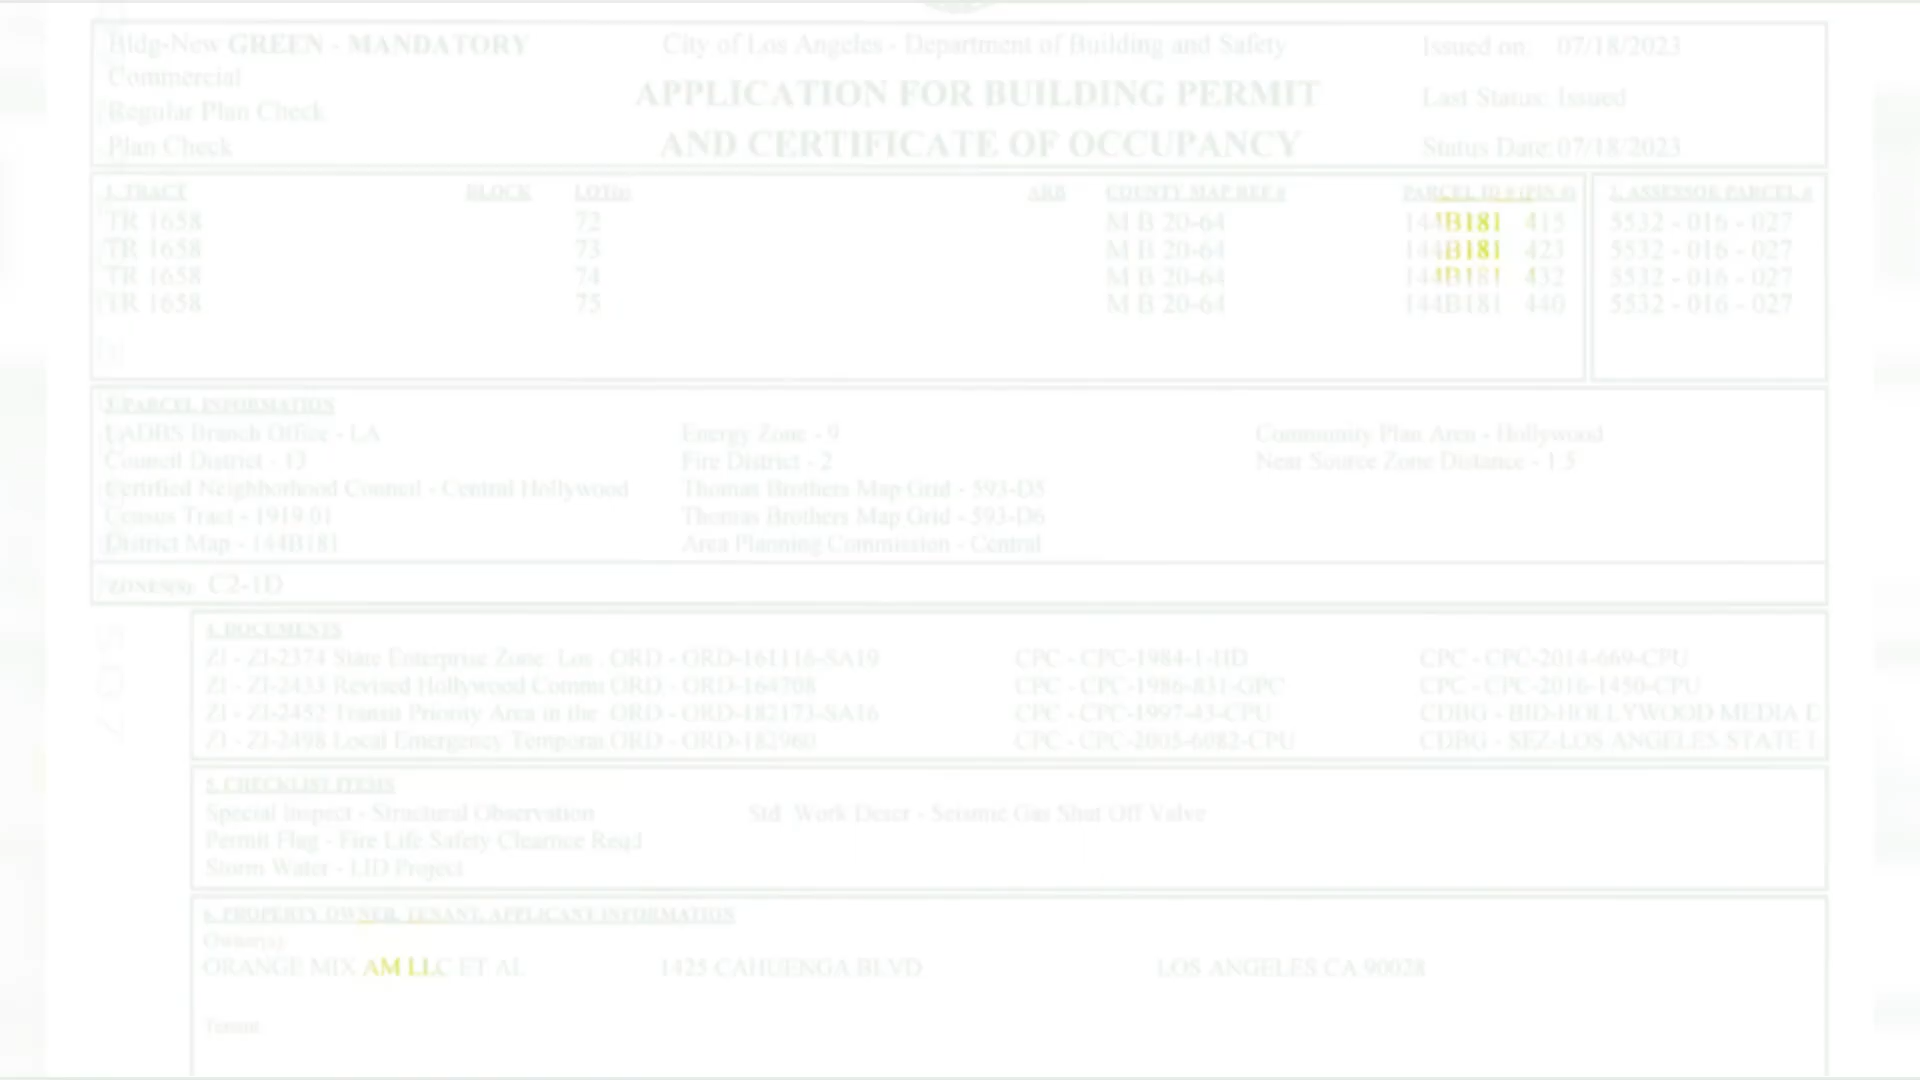 Bldg-New GREEN - MANDATORY City of Los Angeles - Department of Building and Safety Issued on: 07/18/2023
Commercial APPLICATION FOR BUILDING PERMIT Last Status: Issued
Regular Plan Check
Plan Check AND CERTIFICATE OF OCCUPANCY Status Date: 07/18/2023
1. TRACT BLOCK LOT(s) ARB COUNTY MAP REF # PARCEL ID # (PIN #) 2. ASSESSOR PARCEL #
TR 1658 72 M B 20-64 144B181 415 5532 - 016 - 027
TR 1658 73 M B 20-64 144B181 423 5532 - 016 - 027
TR 1658 74 M B 20-64 144B181 432 5532 - 016 - 027
TR 1658 75 M B 20-64 144B181 440 5532 - 016 - 027
3. PARCEL INFORMATION
LADBS Branch Office - LA Energy Zone - 9 Community Plan Area - Hollywood
Council District - 13 Fire District - 2 Near Source Zone Distance - 1.5
Certified Neighborhood Council - Central Hollywood Thomas Brothers Map Grid - 593-D5
Census Tract - 1919.01 Thomas Brothers Map Grid - 593-D6
District Map - 144B181 Area Planning Commission - Central
ZONES(S): C2-1D
4. DOCUMENTS
ZI - ZI-2374 State Enterprise Zone: Los ORD - ORD-161116-SA19 CPC - CPC-1984-1-HD CPC - CPC-2014-669-CPU
ZI - ZI-2433 Revised Hollywood Commu ORD - ORD-164708 CPC - CPC-1986-831-GPC CPC - CPC-2016-1450-CPU
ZI - ZI-2452 Transit Priority Area in the ORD - ORD-182173-SA16 CPC - CPC-1997-43-CPU CDBG - BID-HOLLYWOOD MEDIA D
ZI - ZI-2498 Local Emergency Temporar ORD - ORD-182960 CPC - CPC-2005-6082-CPU CDBG - SEZ-LOS ANGELES STATE E
5. CHECKLIST ITEMS
Special Inspect - Structural Observation Std. Work Descr - Seismic Gas Shut Off Valve
Permit Flag - Fire Life Safety Clearnce Reqd
Storm Water - LID Project
6. PROPERTY OWNER, TENANT, APPLICANT INFORMATION
Owner(s)
ORANGE MIX AM LLC ET AL 1425 CAHUENGA BLVD LOS ANGELES CA 90028
Tenant